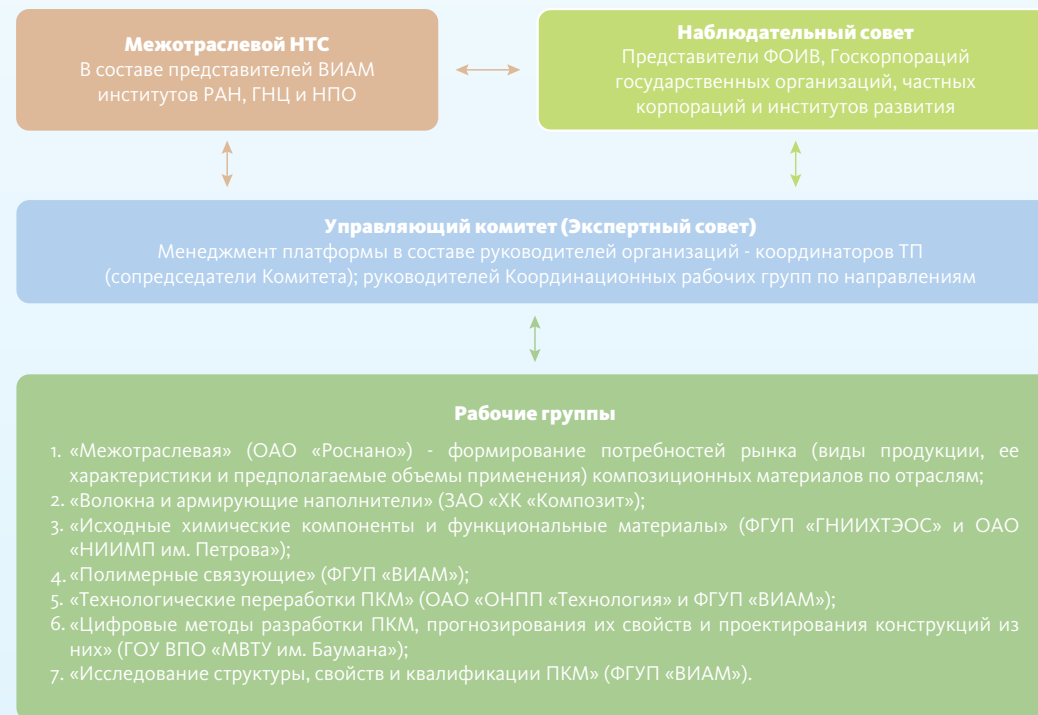 Межотраслевой НТС
В составе представителей ВИАМ
институтов РАН, ГНЦ и НПО
Наблюдательный совет
Представители ФОИВ, Госкорпораций
государственных организаций, частных
корпораций и институтов развития
Управляющий комитет (Экспертный совет)
Менеджмент платформы в составе руководителей организаций - координаторов ТП
(сопредседатели Комитета); руководителей Координационных рабочих групп по направлениям
Рабочие группы
1. «Межотраслевая» (ОАО «Роснано») - формирование потребностей рынка (виды продукции, ее
характеристики и предполагаемые объемы применения) композиционных материалов по отраслям;
2. «Волокна и армирующие наполнители» (ЗАО «ХК «Композит»);
3. «Исходные химические компоненты и функциональные материалы» (ФГУП «ГНИИХТЭОС» и ОАО
«НИИМП им. Петрова»);
4. «Полимерные связующие» (ФГУП «ВИАМ»);
5. «Технологические переработки ПКМ» (ОАО «ОНПП «Технология» и ФГУП «ВИАМ»);
6. «Цифровые методы разработки ПКМ, прогнозирования их свойств и проектирования конструкций из
них» (ГОУ ВПО «МВТУ им. Баумана»);
7. «Исследование структуры, свойств и квалификации ПКМ» (ФГУП «ВИАМ»).